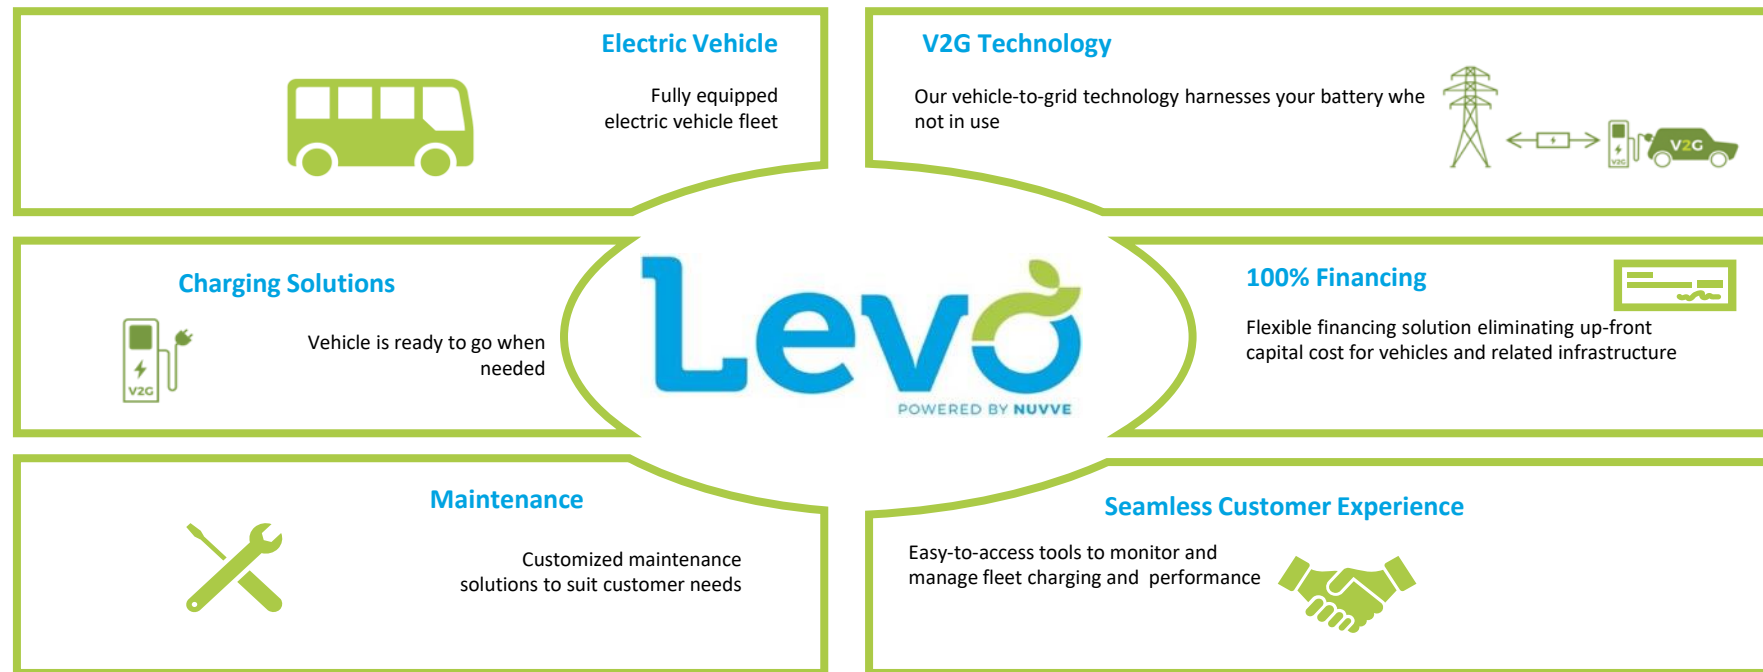 Electric Vehicle
Fully equipped
electric vehicle fleet
V2G Technology
Our vehicle-to-grid technology harnesses your battery whe
not in use
V2G
V2G
Charging Solutions
Vehicle is ready to go when
needed
V2G
Levo
POWERED BY NUVVE
100% Financing
Flexible financing solution eliminating up-front
capital cost for vehicles and related infrastructure
Maintenance
Customized maintenance
solutions to suit customer needs
Seamless Customer Experience
Easy-to-access tools to monitor and
manage fleet charging and  performance